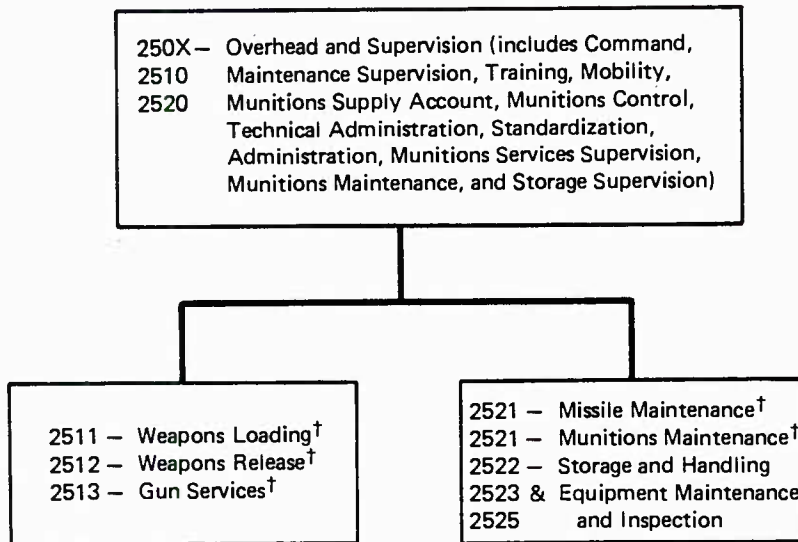 250X – Overhead and Supervision (includes Command,
2510 Maintenance Supervision, Training, Mobility,
2520 Munitions Supply Account, Munitions Control,
Technical Administration, Standardization,
Administration, Munitions Services Supervision,
Munitions Maintenance, and Storage Supervision)
2511 – Weapons Loading†
2512 – Weapons Release†
2513 – Gun Services†
2521 – Missile Maintenance†
2521 – Munitions Maintenance†
2522 – Storage and Handling
2523 & Equipment Maintenance
2525 and Inspection